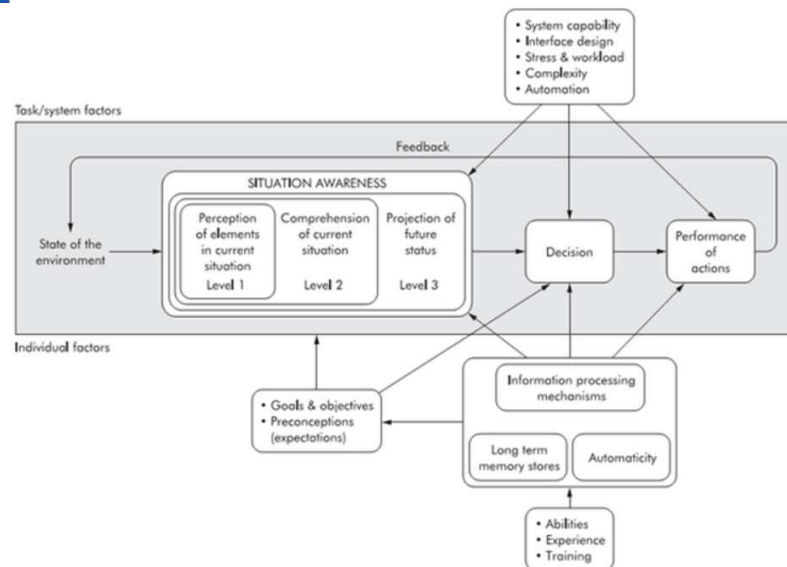 • System capability
• Interface design
• Stress & workload
• Complexity
• Automation
Task/system factors
Feedback
SITUATION AWARENESS
State of the
environment
Perception
of elements
in current
situation
Level 1
Comprehension
of current
situation
Level 2
Projection of
future
status
Level 3
Decision
Performance
of
actions
Individual factors
• Goals & objectives
• Preconceptions
(expectations)
Information processing
mechanisms
Long term
memory stores
Automaticity
• Abilities
• Experience
• Training